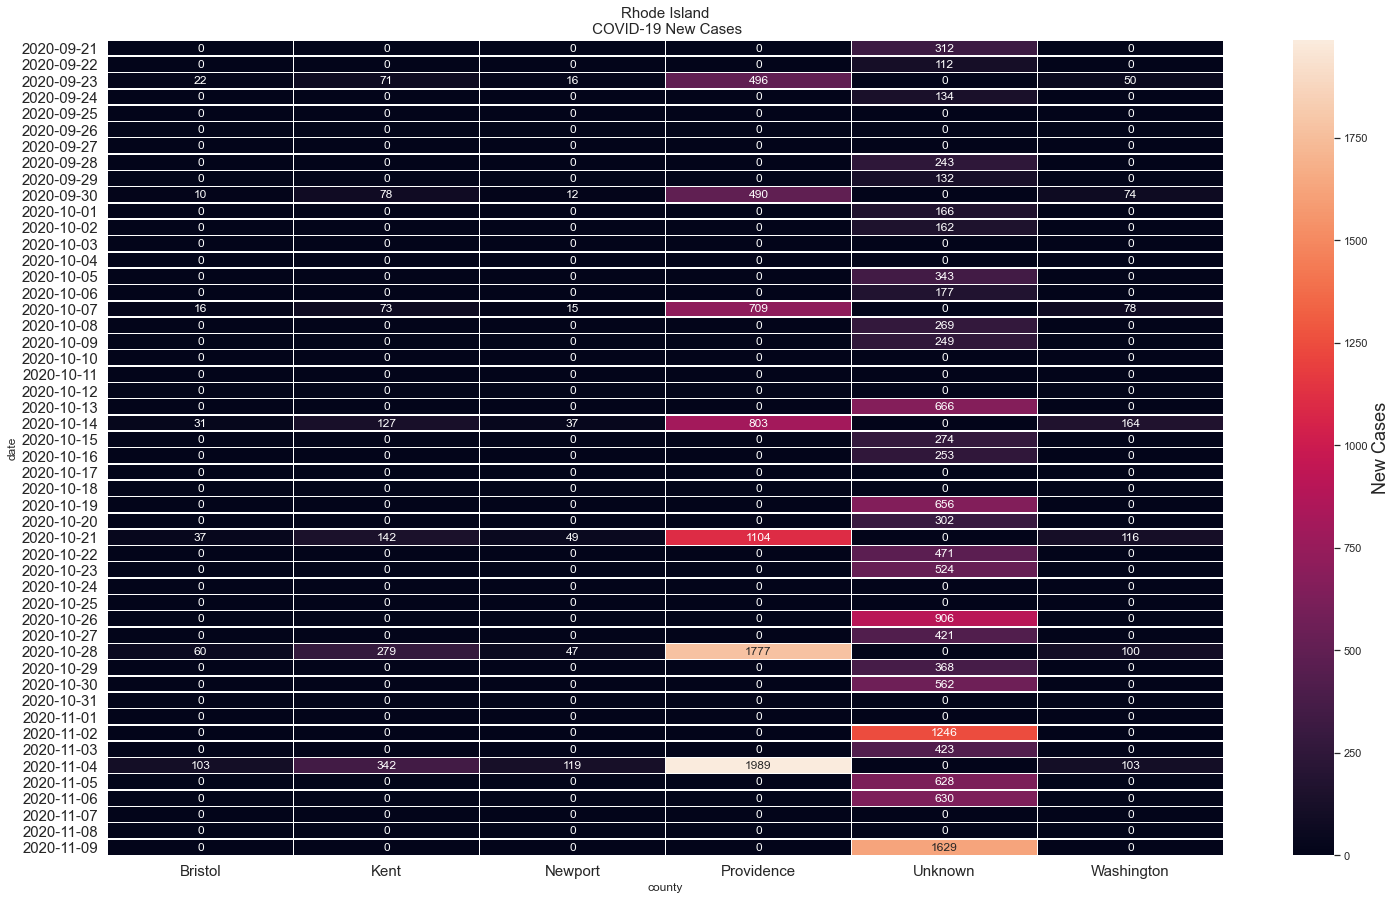 Rhode Island
COVID-19 New Cases
2020-09-21 0 0 0 0 312 0
2020-09-22 0 0 0 0 112 0
2020-09-23 22 71 16 496 0 50
2020-09-24 0 0 0 0 134 0
2020-09-25 0 0 0 0 0 0
2020-09-26 0 0 0 0 0 0
2020-09-27 0 0 0 0 0 0
2020-09-28 0 0 0 0 243 0
2020-09-29 0 0 0 0 132 0
2020-09-30 10 78 12 490 0 74
2020-10-01 0 0 0 0 166 0
2020-10-02 0 0 0 0 162 0
2020-10-03 0 0 0 0 0 0
2020-10-04 0 0 0 0 0 0
2020-10-05 0 0 0 0 343 0
2020-10-06 0 0 0 0 177 0
2020-10-07 16 73 15 709 0 78
2020-10-08 0 0 0 0 269 0
2020-10-09 0 0 0 0 249 0
2020-10-10 0 0 0 0 0 0
2020-10-11 0 0 0 0 0 0
2020-10-12 0 0 0 0 0 0
2020-10-13 0 0 0 0 666 0
2020-10-14 31 127 37 803 0 164
2020-10-15 0 0 0 0 274 0
2020-10-16 0 0 0 0 253 0
2020-10-17 0 0 0 0 0 0
2020-10-18 0 0 0 0 0 0
2020-10-19 0 0 0 0 656 0
2020-10-20 0 0 0 0 302 0
2020-10-21 37 142 49 1104 0 116
2020-10-22 0 0 0 0 471 0
2020-10-23 0 0 0 0 524 0
2020-10-24 0 0 0 0 0 0
2020-10-25 0 0 0 0 0 0
2020-10-26 0 0 0 0 906 0
2020-10-27 0 0 0 0 421 0
2020-10-28 60 279 47 1777 0 100
2020-10-29 0 0 0 0 368 0
2020-10-30 0 0 0 0 562 0
2020-10-31 0 0 0 0 0 0
2020-11-01 0 0 0 0 0 0
2020-11-02 0 0 0 0 1246 0
2020-11-03 0 0 0 0 423 0
2020-11-04 103 342 119 1989 0 103
2020-11-05 0 0 0 0 628 0
2020-11-06 0 0 0 0 630 0
2020-11-07 0 0 0 0 0 0
2020-11-08 0 0 0 0 0 0
2020-11-09 0 0 0 0 1629 0
Bristol Kent Newport Providence Unknown Washington
county
date
1750
1500
1250
1000
750
500
250
0
New Cases